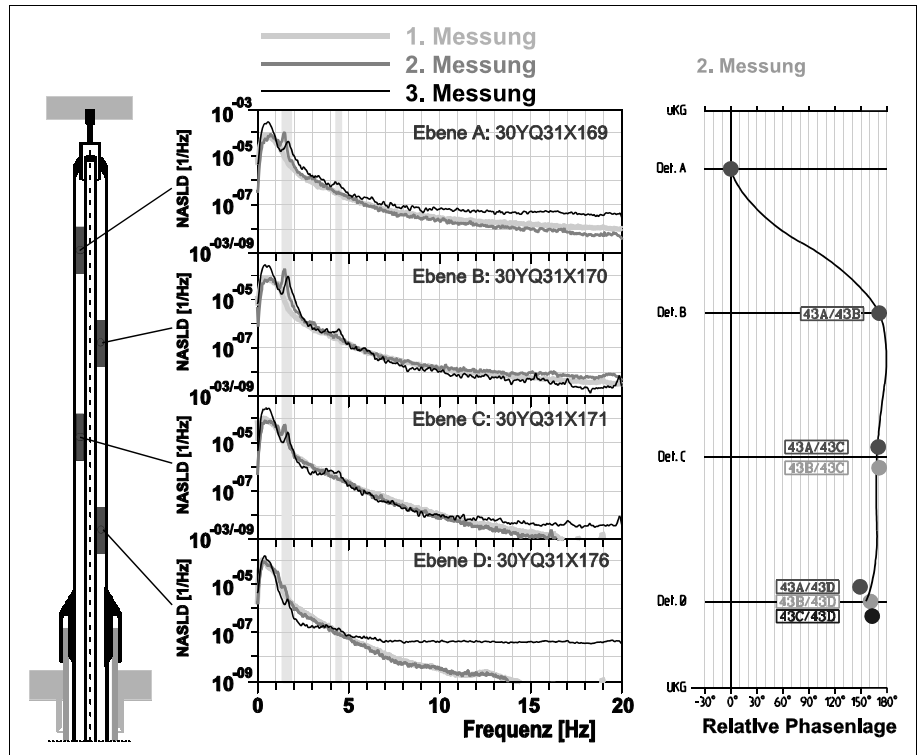 1. Messung
2. Messung
3. Messung
NASLD [1/Hz]
10-03
10-05
10-07
10-03/-09
Ebene A: 30YQ31X169
NASLD [1/Hz]
10-05
10-07
10-03/-09
Ebene B: 30YQ31X170
NASLD [1/Hz]
10-05
10-07
10-03/-09
Ebene C: 30YQ31X171
NASLD [1/Hz]
10-05
10-07
10-09
Ebene D: 30YQ31X176
0 5 10 15 20
Frequenz [Hz]
2. Messung
oKG
Det. A
Det. B
43A/43B
43A/43C
Det. C
43B/43C
43A/43D
Det. D
43B/43D
43C/43D
UKG
-30° 0° 30° 60° 90° 120° 150° 180°
Relative Phasenlage